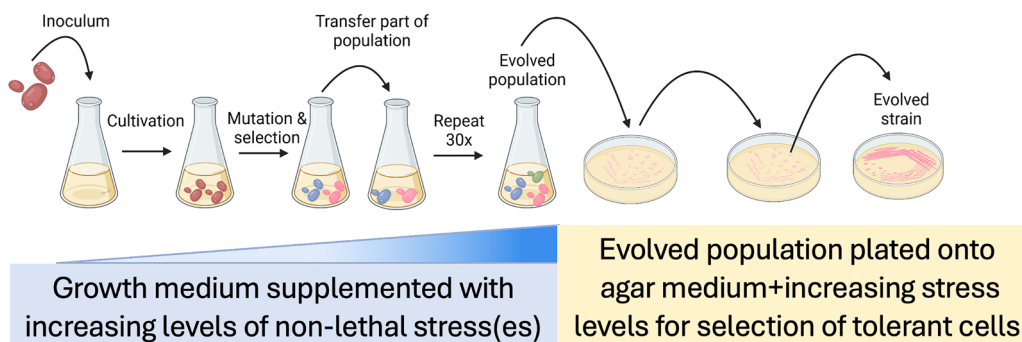 Inoculum
Cultivation
Mutation &
selection
Transfer part of
population
Repeat
30x
Evolved
population
Evolved
strain
Growth medium supplemented with
increasing levels of non-lethal stress(es)
Evolved population plated onto
agar medium+increasing stress
levels for selection of tolerant cells